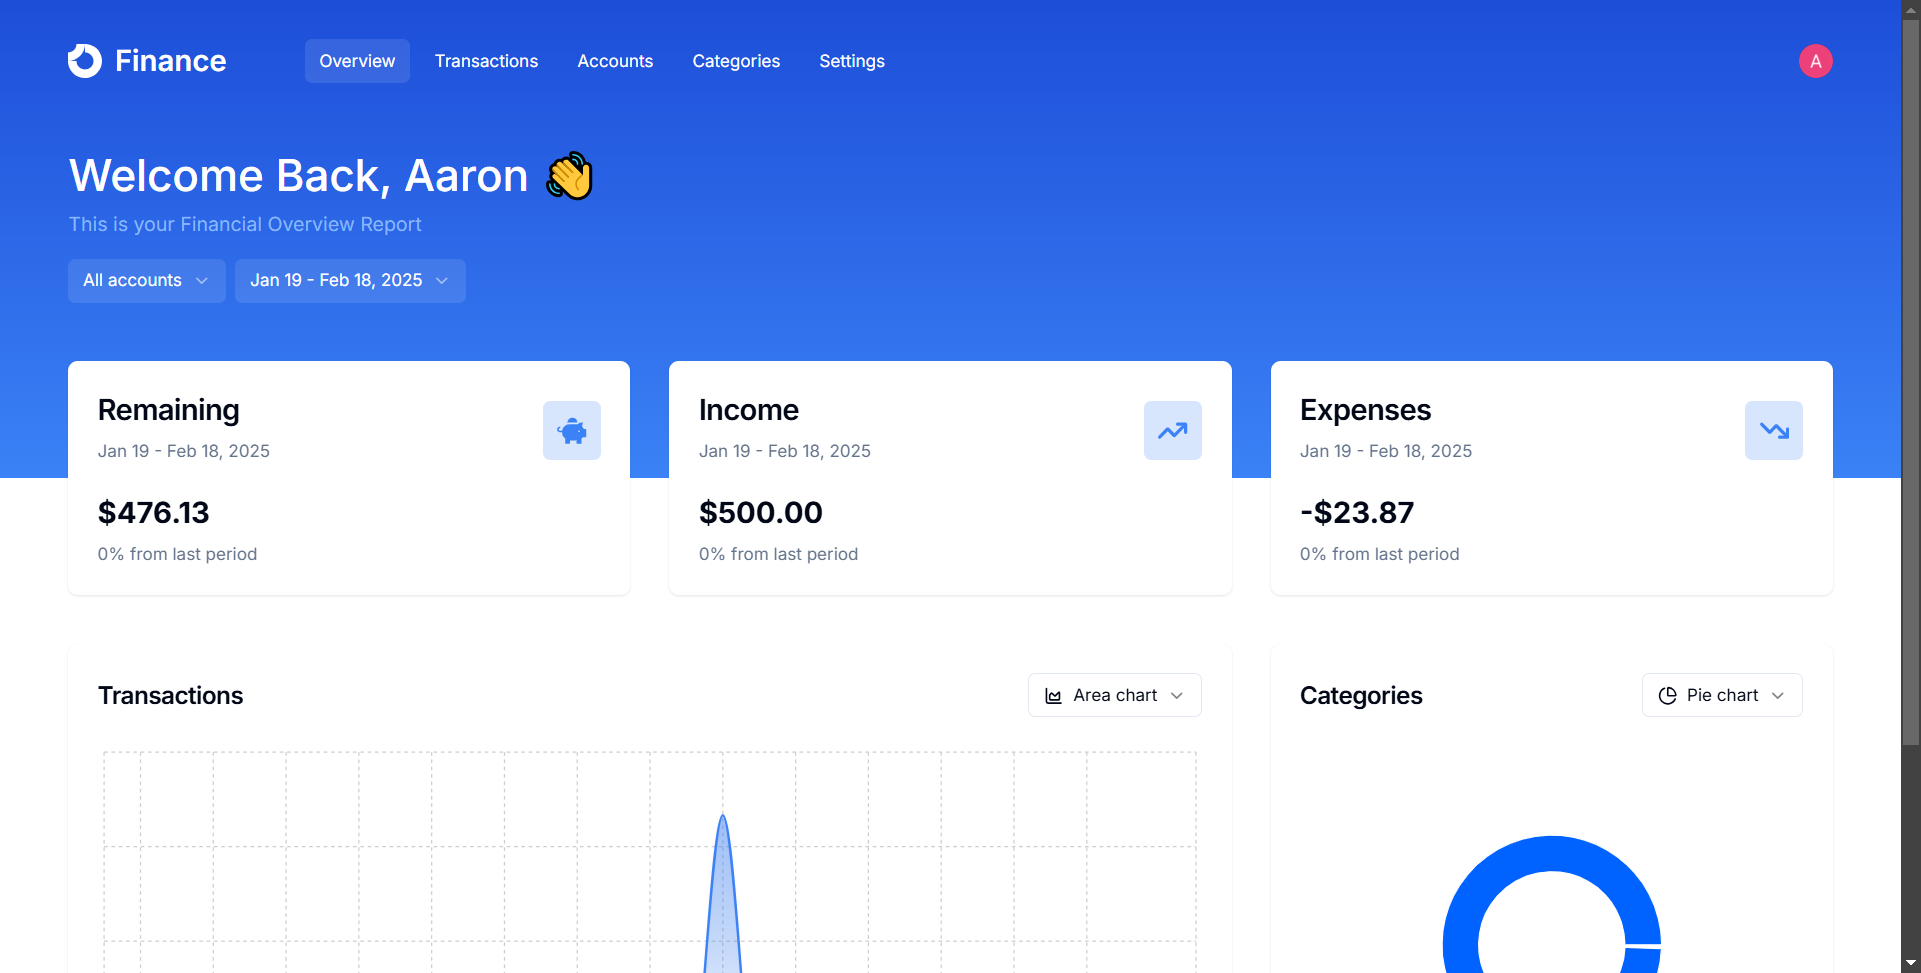 Finance
Overview
Transactions
Accounts
Categories
Settings
A
Welcome Back, Aaron 👋
This is your Financial Overview Report
All accounts
Jan 19 - Feb 18, 2025
Remaining
Jan 19 - Feb 18, 2025
$476.13
0% from last period
Income
Jan 19 - Feb 18, 2025
$500.00
0% from last period
Expenses
Jan 19 - Feb 18, 2025
-$23.87
0% from last period
Transactions
Area chart
Categories
Pie chart